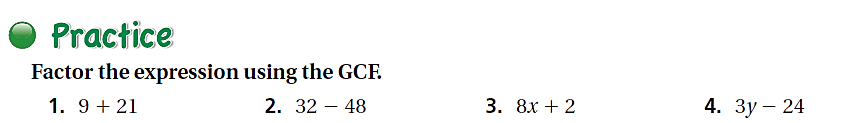 Practice
Factor the expression using the GCF.
1. 9 + 21 2. 32 − 48 3. 8x + 2 4. 3y − 24